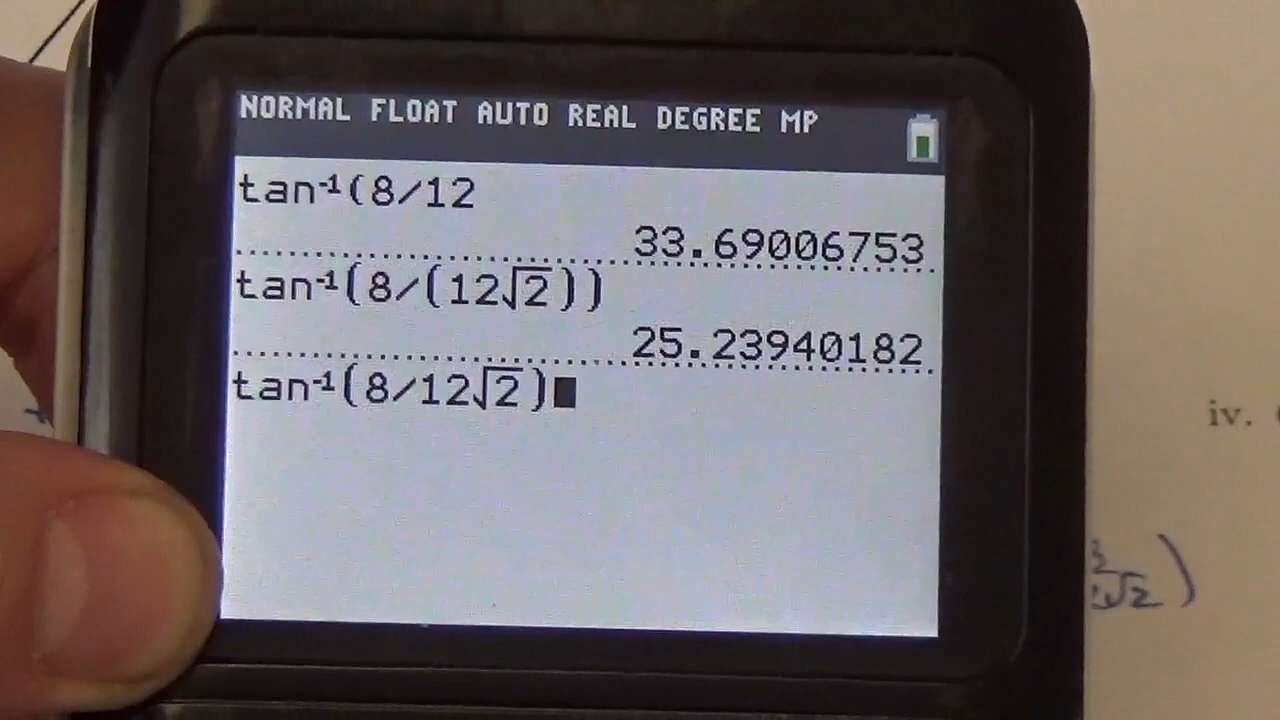 NORMAL FLOAT AUTO REAL DEGREE MP
tan⁻¹(8/12
33.69006753
tan⁻¹(8/(12√2))
25.23940182
tan⁻¹(8/12√2)
iv.
√2)